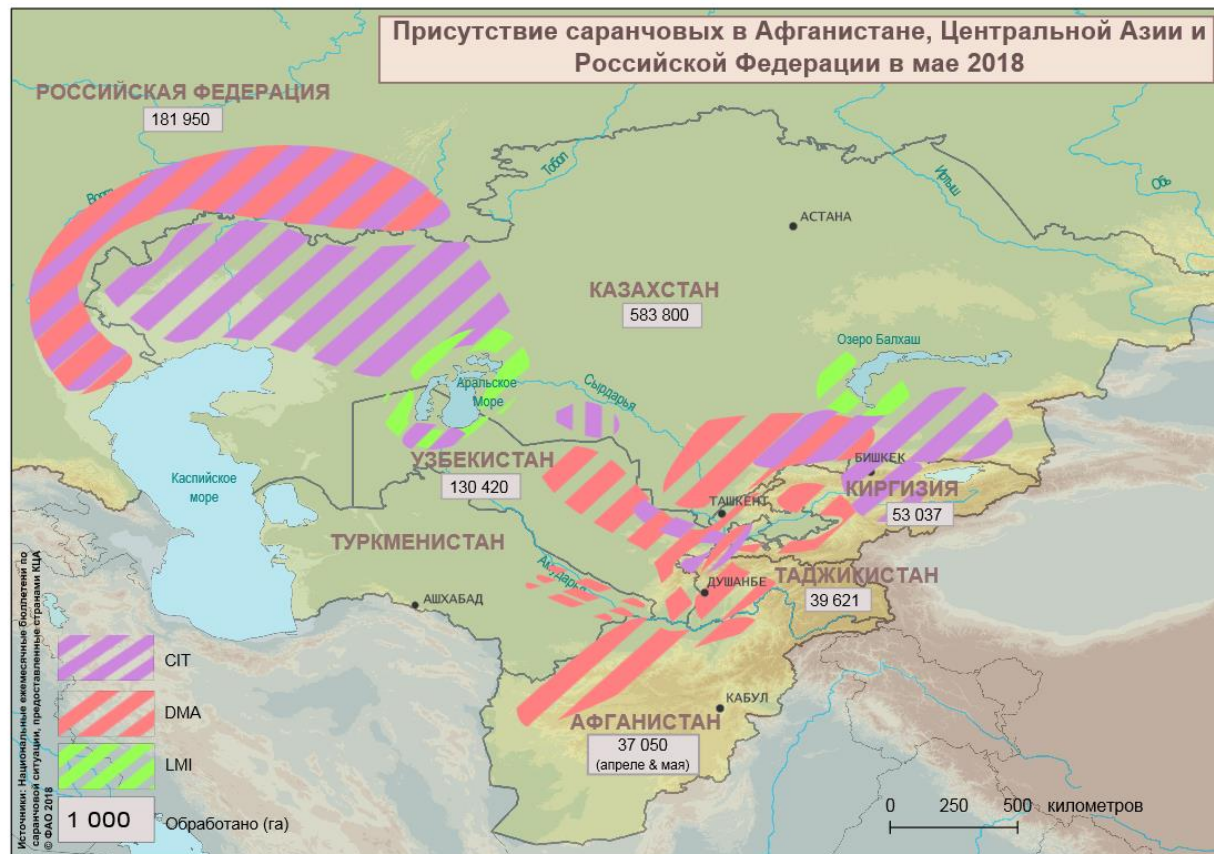 Присутствие саранчовых в Афганистане, Центральной Азии и
Российской Федерации в мае 2018
РОССИЙСКАЯ ФЕДЕРАЦИЯ
181 950
Тобол
Иртыш
Обь
АСТАНА
КАЗАХСТАН
583 800
Озеро Балхаш
Аральское
Море
Сырдарья
УЗБЕКИСТАН
130 420
БИШКЕК
КИРГИЗИЯ
53 037
Каспийское
море
ТАШКЕНТ
ТУРКМЕНИСТАН
Амударья
ДУШАНБЕ
ТАДЖИКИСТАН
39 621
АШХАБАД
КАБУЛ
АФГАНИСТАН
37 050
(апреле & мая)
CIT
DMA
LMI
1 000
Обработано (га)
0 250 500 километров
Источники: Национальные ежемесячные бюллетени по
саранчовой ситуации, предоставленные странами КЦА
© ФАО 2018